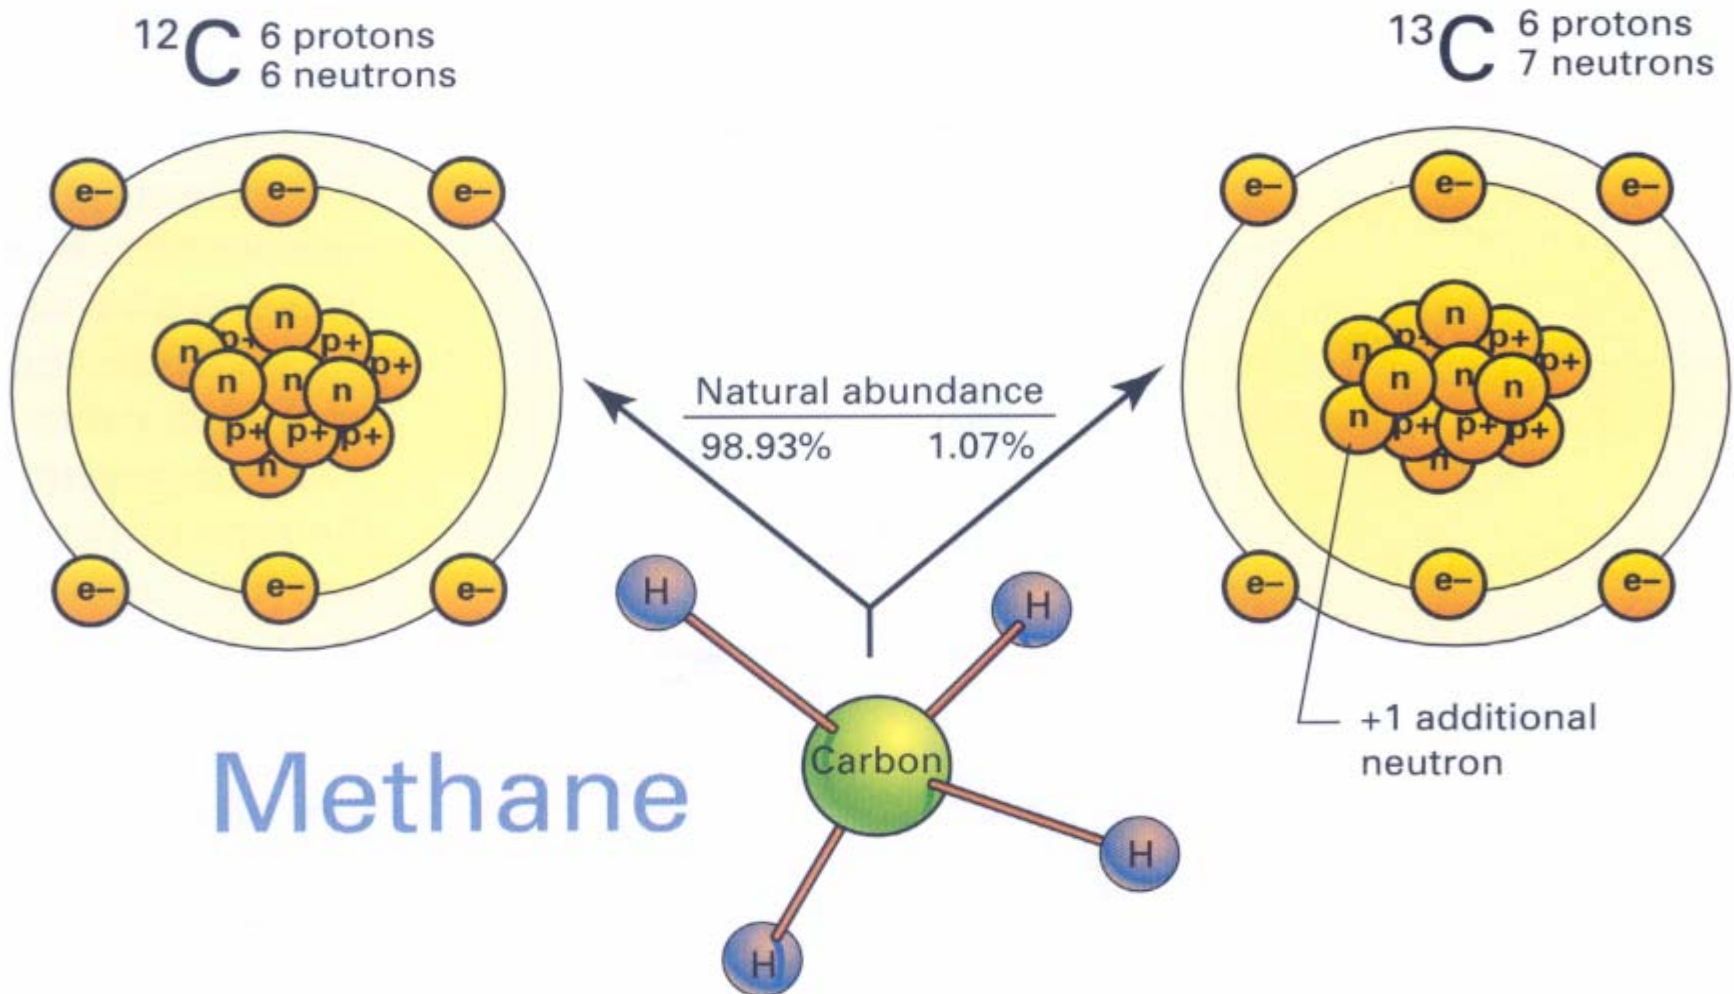 12C 6 protons
6 neutrons
13C 6 protons
7 neutrons
e– e– e–
n
n p+ p+ p+
n n n
p+ p+ p+
n
e– e– e–
Natural abundance
98.93% 1.07%
e– e– e–
n
n p+ p+ p+
n n n
n p+ p+ p+
n
e– e– e–
+1 additional
neutron
H H
Carbon
H
H
Methane